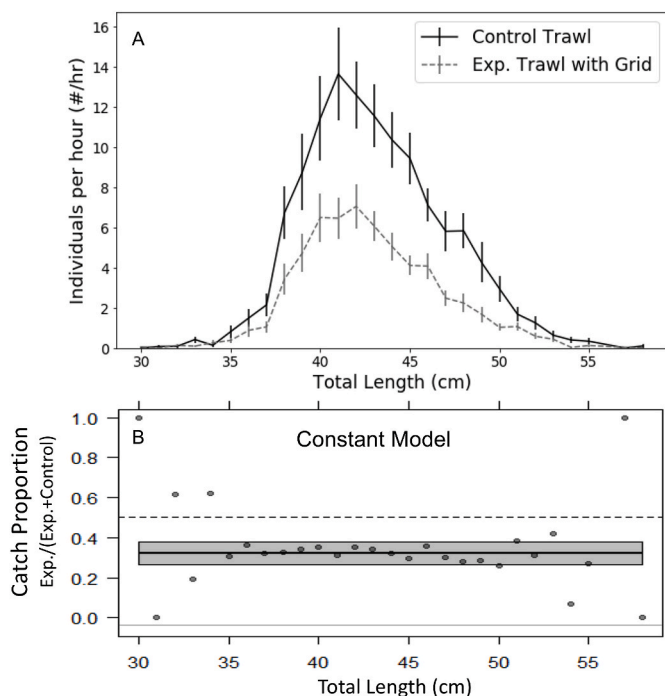 A
Control Trawl
Exp. Trawl with Grid
Individuals per hour (#/hr)
16
14
12
10
8
6
4
2
0
30 35 40 45 50 55
Total Length (cm)
B Constant Model
Catch Proportion
Exp./(Exp.+Control)
1.0
0.8
0.6
0.4
0.2
0.0
30 35 40 45 50 55
Total Length (cm)